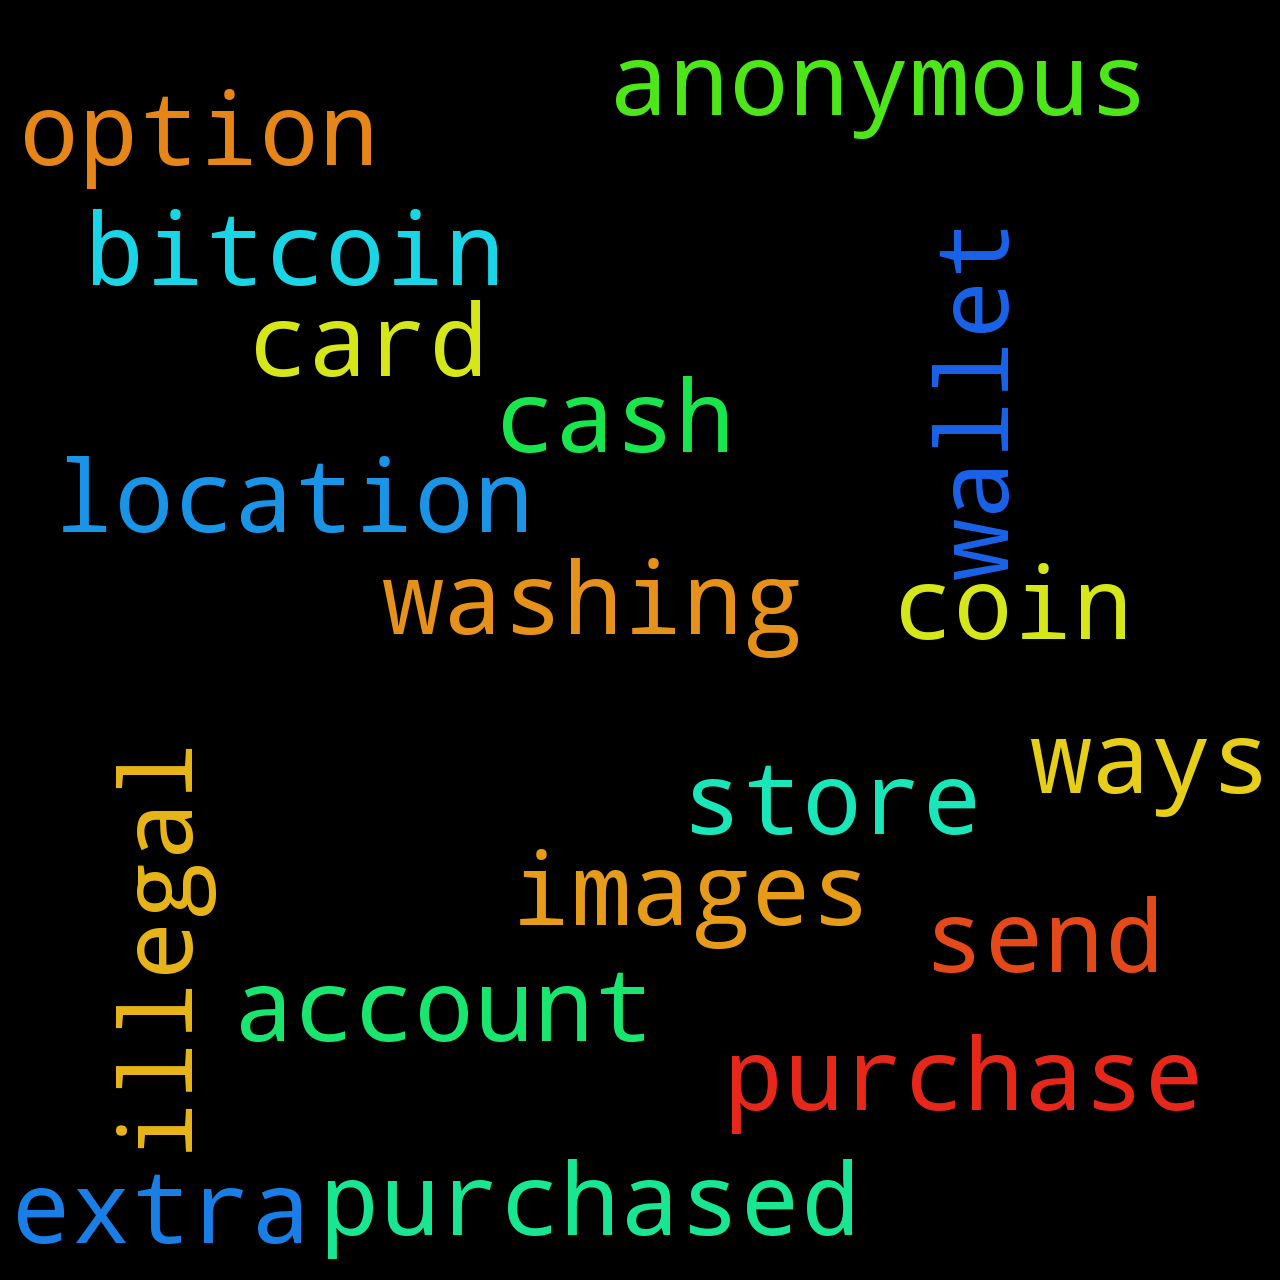 anonymous
option
bitcoin
wallet
card
cash
location
washing
coin
ways
store
illegal
images
send
account
purchase
purchased
extra